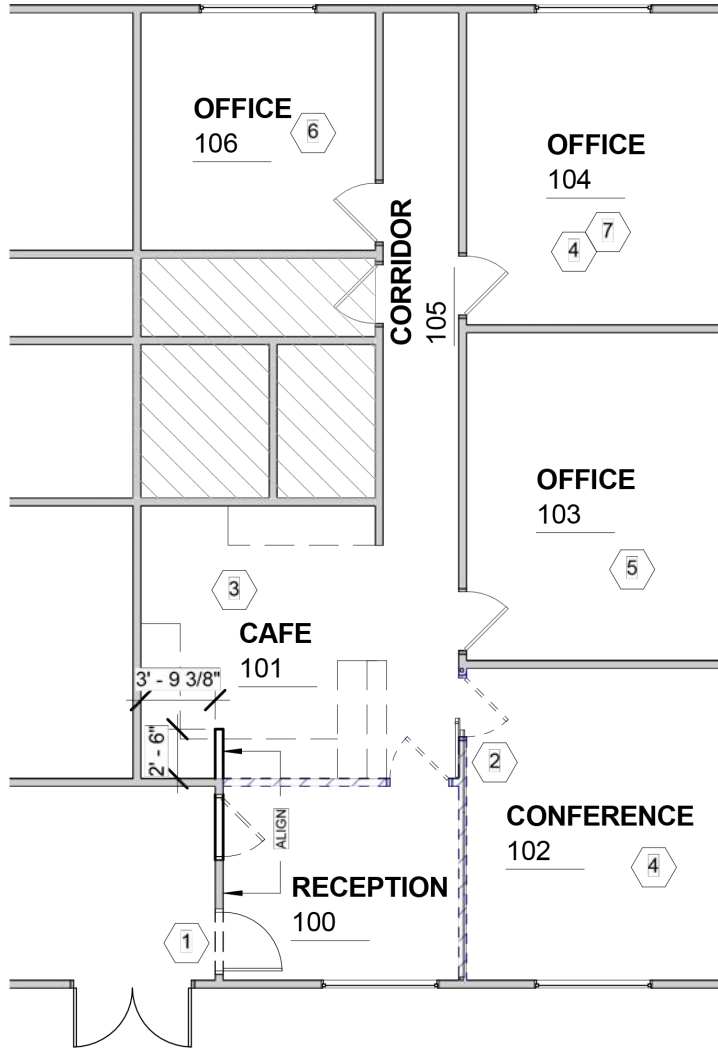 OFFICE
106
6
OFFICE
104
4
7
CORRIDOR
105
OFFICE
103
5
3
CAFE
101
3' - 9 3/8"
2' - 6"
ALIGN
2
CONFERENCE
102
4
RECEPTION
100
1